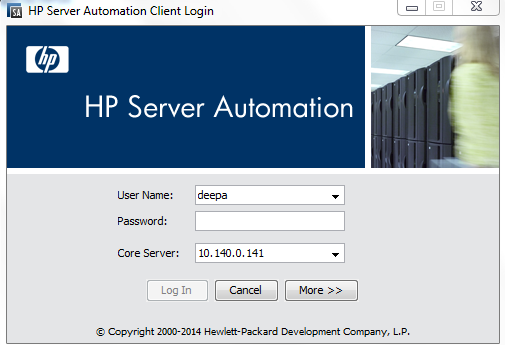 SA HP Server Automation Client Login
hp
HP Server Automation
User Name: deepa
Password:
Core Server: 10.140.0.141
Log In Cancel More >>
© Copyright 2000-2014 Hewlett-Packard Development Company, L.P.